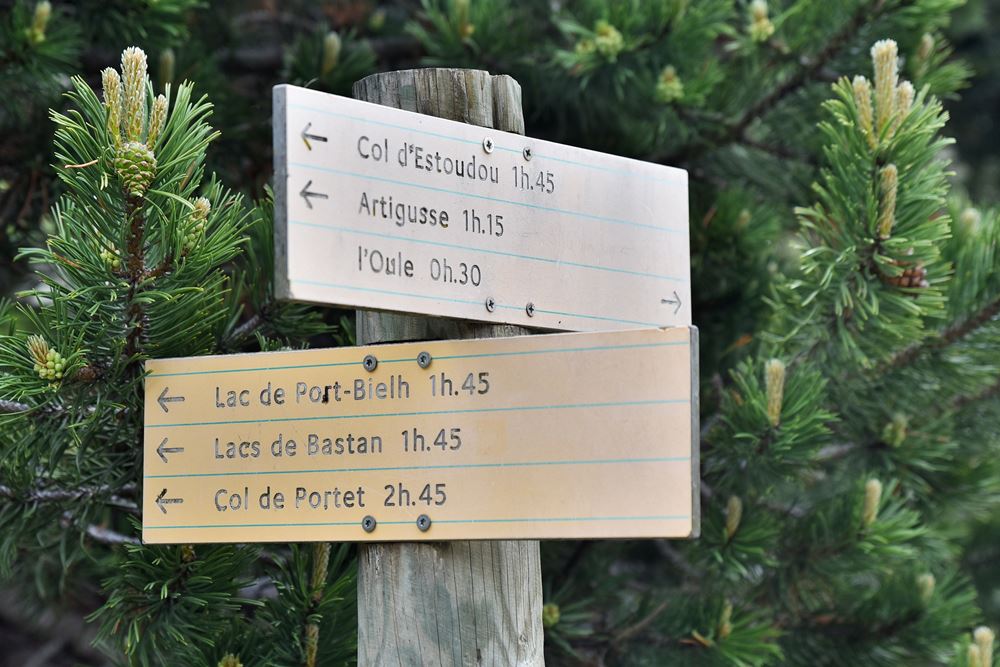 ← Col d'Estoudou 1h.45
← Artigusse 1h.15
l'Oule 0h.30 →
← Lac de Port-Bielh 1h.45
← Lacs de Bastan 1h.45
← Col de Portet 2h.45